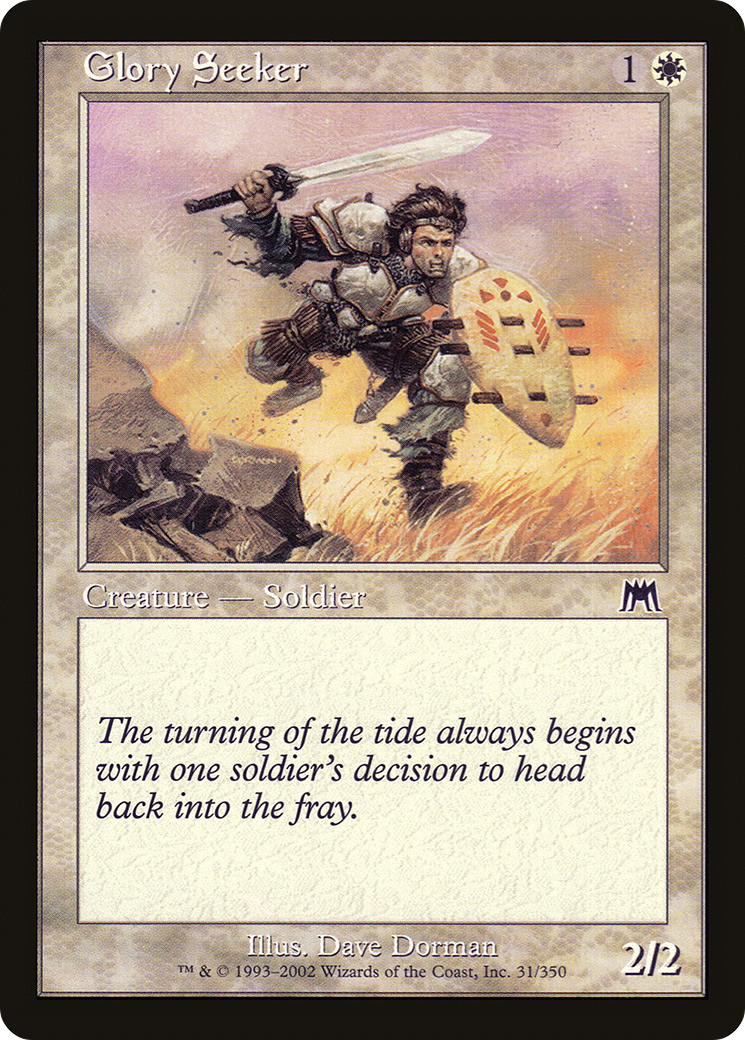 Glory Seeker 1
DORMAN
Creature — Soldier
The turning of the tide always begins
with one soldier's decision to head
back into the fray.
Illus. Dave Dorman
™ & © 1993–2002 Wizards of the Coast, Inc. 31/350
2/2